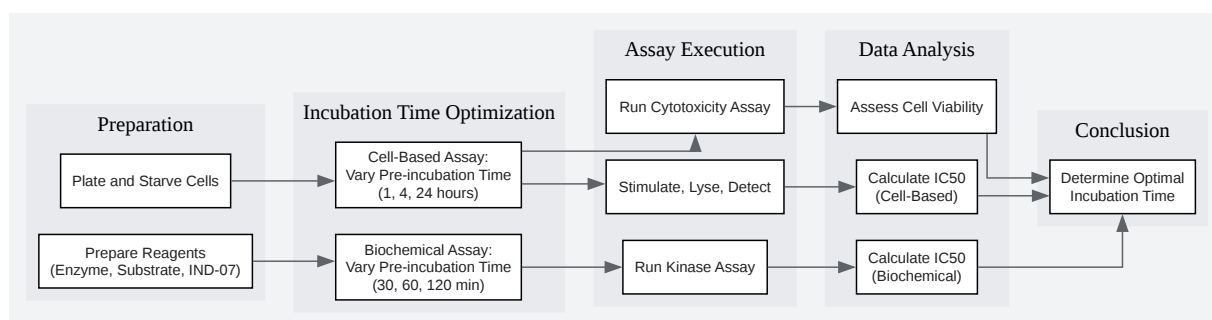 Preparation
Plate and Starve Cells
Prepare Reagents
(Enzyme, Substrate, IND-07)
Incubation Time Optimization
Cell-Based Assay:
Vary Pre-incubation Time
(1, 4, 24 hours)
Biochemical Assay:
Vary Pre-incubation Time
(30, 60, 120 min)
Assay Execution
Run Cytotoxicity Assay
Stimulate, Lyse, Detect
Run Kinase Assay
Data Analysis
Assess Cell Viability
Calculate IC50
(Cell-Based)
Calculate IC50
(Biochemical)
Conclusion
Determine Optimal
Incubation Time